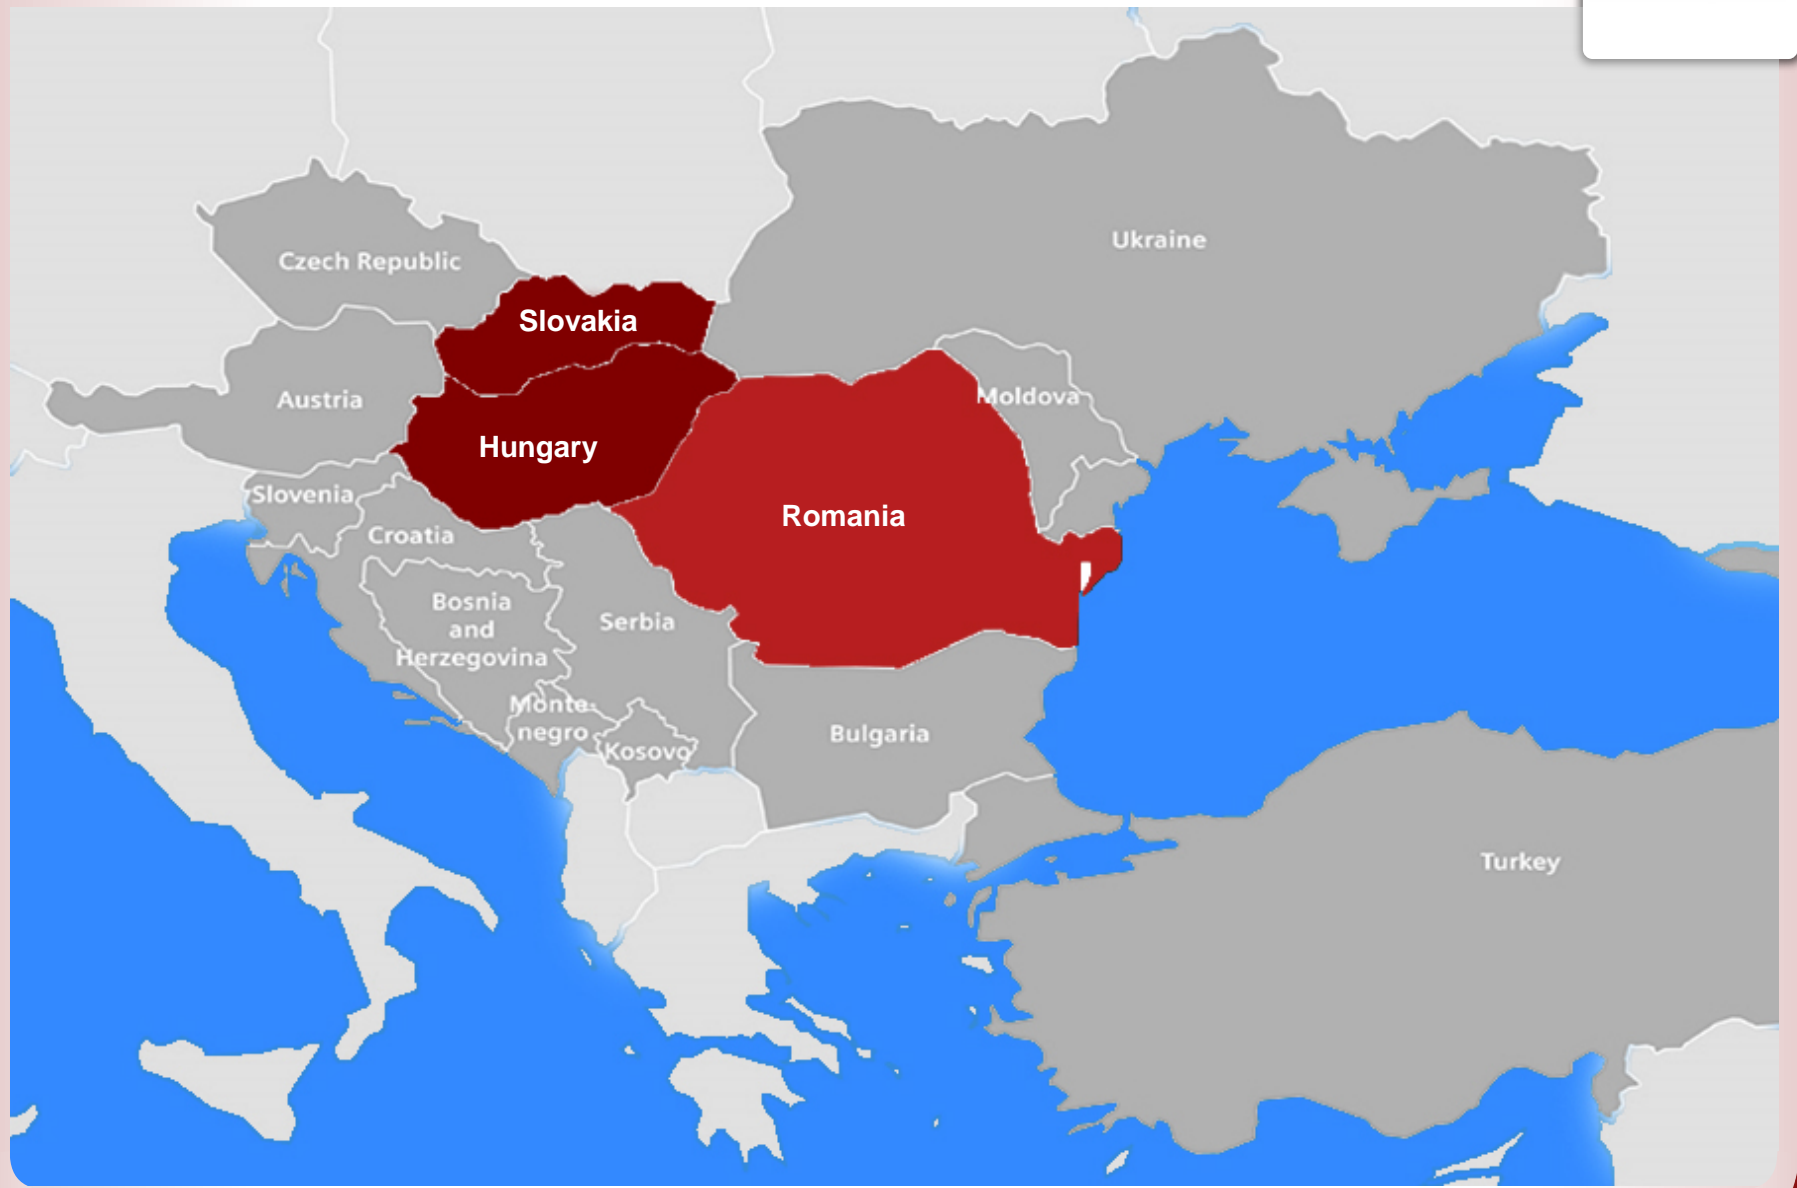 Ukraine
Czech Republic
Slovakia
Austria
Moldova
Hungary
Slovenia
Romania
Croatia
Bosnia
and
Herzegovina
Serbia
Monte-
negro
Kosovo
Bulgaria
Turkey